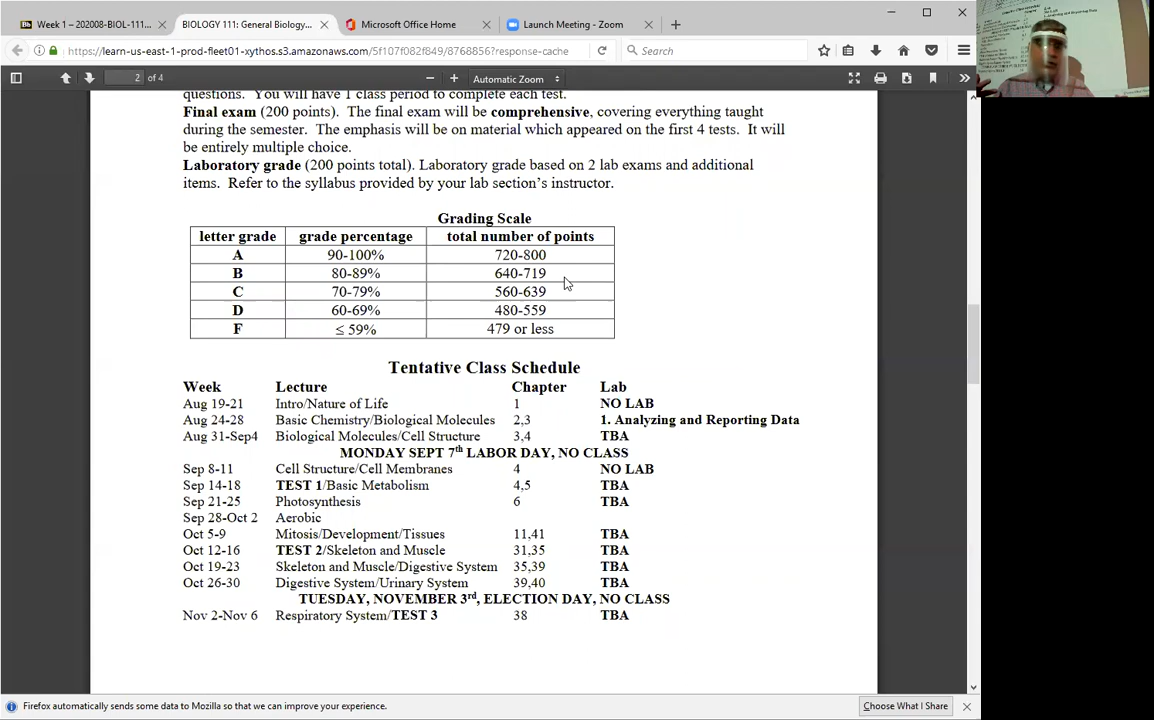 Week 1 – 202008-BIOL-111...
BIOLOGY 111: General Biology...
Microsoft Office Home
Launch Meeting - Zoom
https://learn-us-east-1-prod-fleet01-xythos.s3.amazonaws.com/5f107f082f849/8768856?response-cache
Search
2 of 4
Automatic Zoom
questions. You will have 1 class period to complete each test.
Final exam (200 points). The final exam will be comprehensive, covering everything taught
during the semester. The emphasis will be on material which appeared on the first 4 tests. It will
be entirely multiple choice.
Laboratory grade (200 points total). Laboratory grade based on 2 lab exams and additional
items. Refer to the syllabus provided by your lab section's instructor.
Grading Scale
letter grade grade percentage total number of points
A 90-100% 720-800
B 80-89% 640-719
C 70-79% 560-639
D 60-69% 480-559
F ≤ 59% 479 or less
Tentative Class Schedule
Week Lecture Chapter Lab
Aug 19-21 Intro/Nature of Life 1 NO LAB
Aug 24-28 Basic Chemistry/Biological Molecules 2,3 1. Analyzing and Reporting Data
Aug 31-Sep4 Biological Molecules/Cell Structure 3,4 TBA
MONDAY SEPT 7th LABOR DAY, NO CLASS
Sep 8-11 Cell Structure/Cell Membranes 4 NO LAB
Sep 14-18 TEST 1/Basic Metabolism 4,5 TBA
Sep 21-25 Photosynthesis 6 TBA
Sep 28-Oct 2 Aerobic
Oct 5-9 Mitosis/Development/Tissues 11,41 TBA
Oct 12-16 TEST 2/Skeleton and Muscle 31,35 TBA
Oct 19-23 Skeleton and Muscle/Digestive System 35,39 TBA
Oct 26-30 Digestive System/Urinary System 39,40 TBA
TUESDAY, NOVEMBER 3rd, ELECTION DAY, NO CLASS
Nov 2-Nov 6 Respiratory System/TEST 3 38 TBA
Firefox automatically sends some data to Mozilla so that we can improve your experience.
Choose What I Share